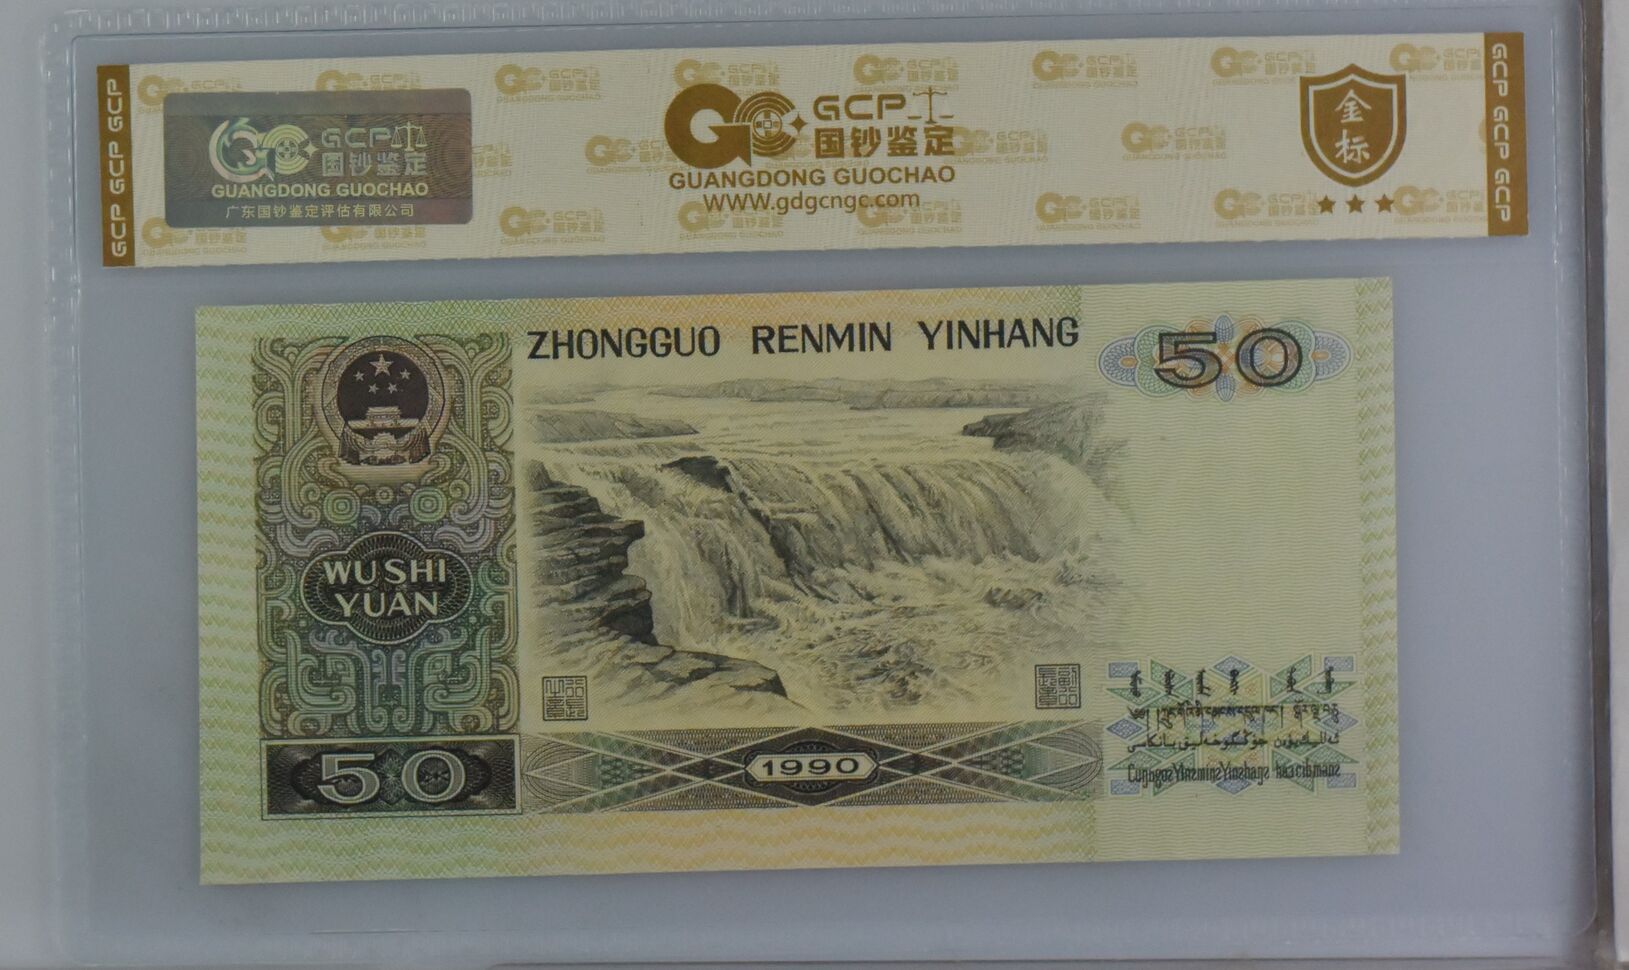 GCP GCP GCP
GCP
国钞鉴定
GUANGDONG GUOCHAO
广东国钞鉴定评估有限公司
GCP
国钞鉴定
GUANGDONG GUOCHAO
WWW.gdgcngc.com
金标
GCP GCP GCP
ZHONGGUO RENMIN YINHANG
50
WU SHI
YUAN
50
1990